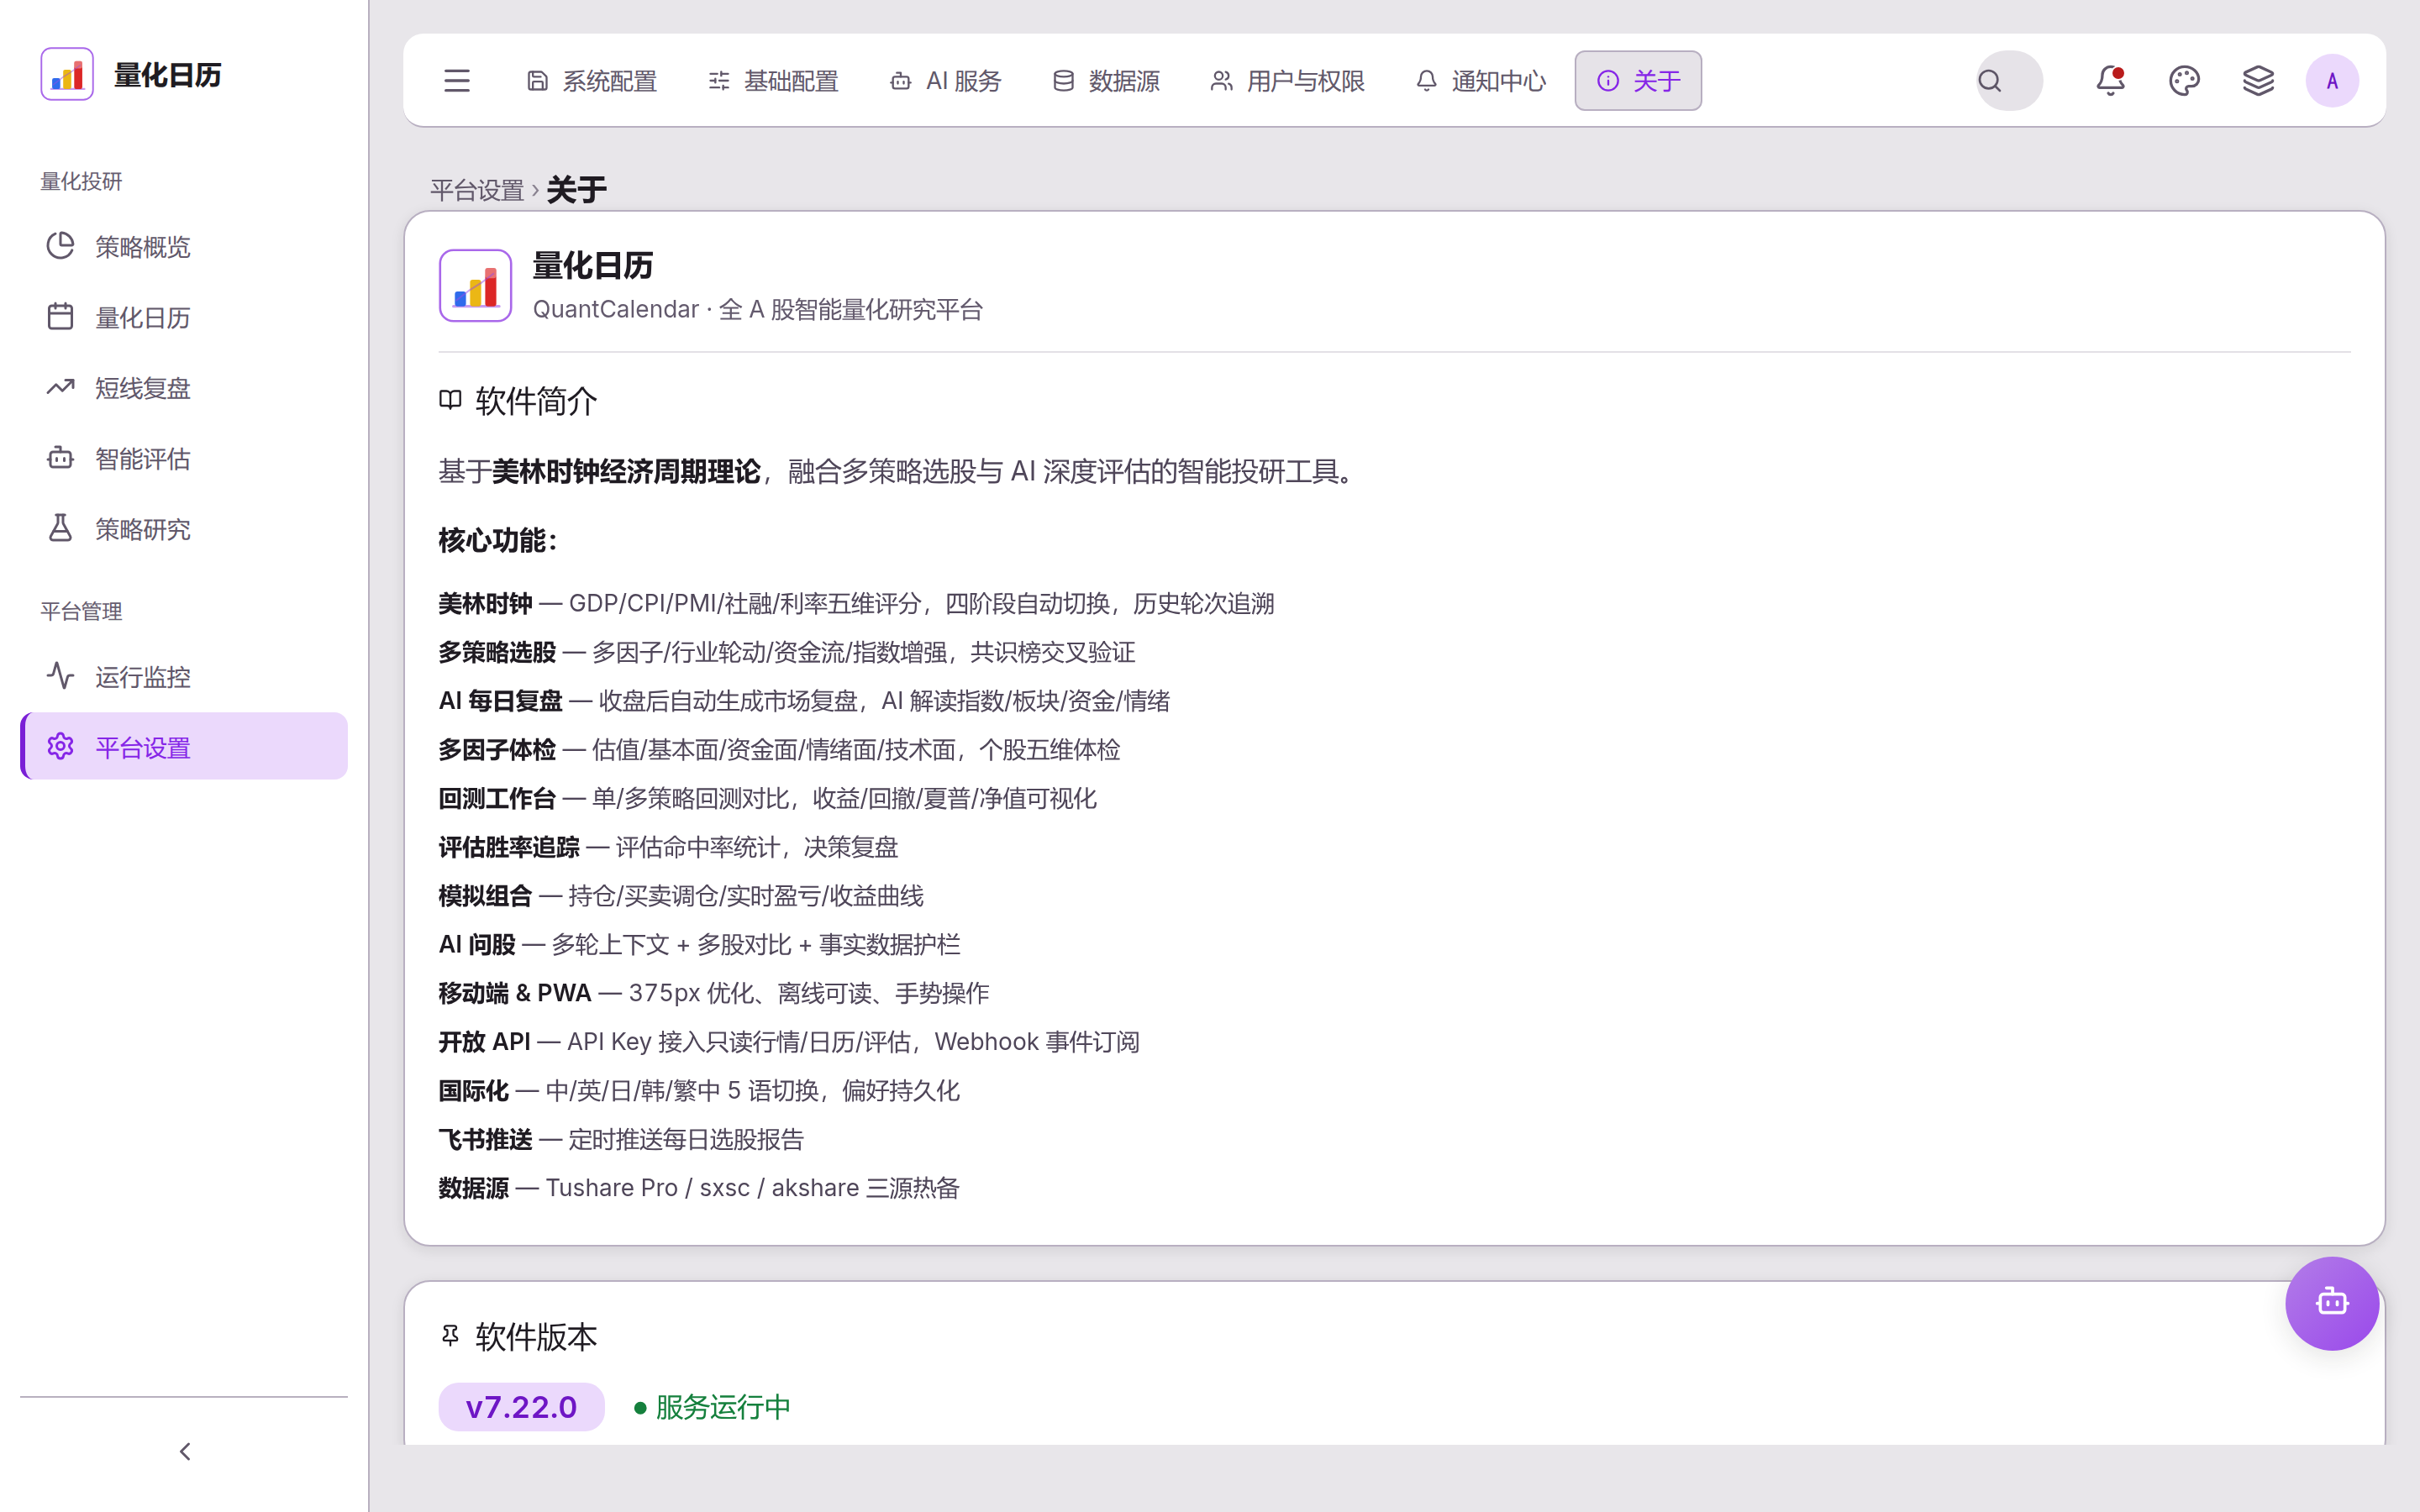 量化日历
量化投研
策略概览
量化日历
短线复盘
智能评估
策略研究
平台管理
运行监控
平台设置
系统配置
基础配置
AI 服务
数据源
用户与权限
通知中心
关于
A
平台设置 › 关于
量化日历
QuantCalendar · 全 A 股智能量化研究平台
软件简介
基于美林时钟经济周期理论，融合多策略选股与 AI 深度评估的智能投研工具。
核心功能：
美林时钟 — GDP/CPI/PMI/社融/利率五维评分，四阶段自动切换，历史轮次追溯
多策略选股 — 多因子/行业轮动/资金流/指数增强，共识榜交叉验证
AI 每日复盘 — 收盘后自动生成市场复盘，AI 解读指数/板块/资金/情绪
多因子体检 — 估值/基本面/资金面/情绪面/技术面，个股五维体检
回测工作台 — 单/多策略回测对比，收益/回撤/夏普/净值可视化
评估胜率追踪 — 评估命中率统计，决策复盘
模拟组合 — 持仓/买卖调仓/实时盈亏/收益曲线
AI 问股 — 多轮上下文 + 多股对比 + 事实数据护栏
移动端 & PWA — 375px 优化、离线可读、手势操作
开放 API — API Key 接入只读行情/日历/评估，Webhook 事件订阅
国际化 — 中/英/日/韩/繁中 5 语切换，偏好持久化
飞书推送 — 定时推送每日选股报告
数据源 — Tushare Pro / sxsc / akshare 三源热备
软件版本
v7.22.0
服务运行中